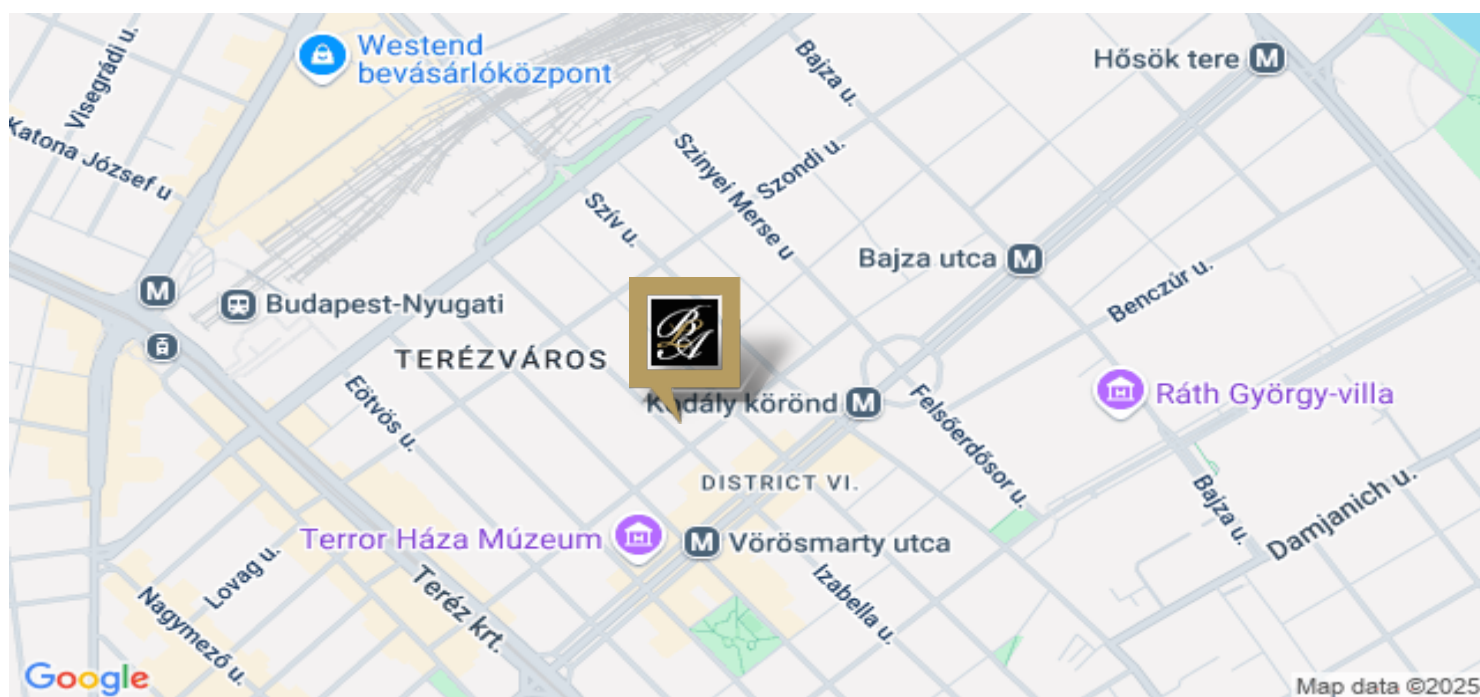 Westend
bevásárlóközpont
Bajza u.
Hősök tere M
Visegrádi u.
Katona József u
Szinyei Merse u
Szondi u.
Szív u.
Bajza utca M
Benczúr u.
M
Budapest-Nyugati
TERÉZVÁROS
BLA
Kodály körönd M
Ráth György-villa
Eötvös u.
Felsőerdősor u.
DISTRICT VI.
Bajza u.
Damjanich u.
Terror Háza Múzeum
M Vörösmarty utca
Lovag u.
Teréz krt.
Izabella u.
Nagymező u.
Google
Map data ©2025